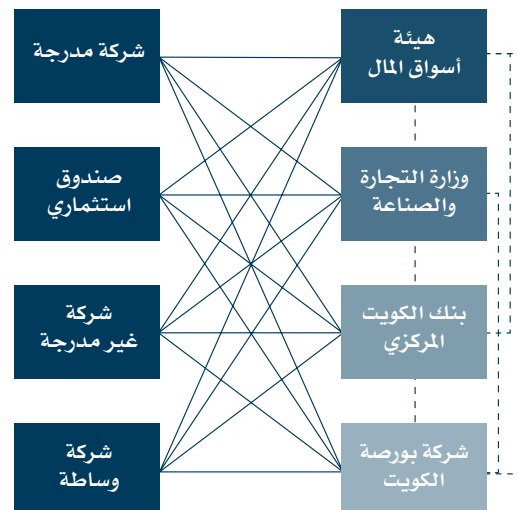 شركة مدرجة
صندوق
استثماري
شركة
غير مدرجة
شركة
وساطة
هيئة
أسواق المال
وزارة التجارة
والصناعة
بنك الكويت
المركزي
شركة بورصة
الكويت